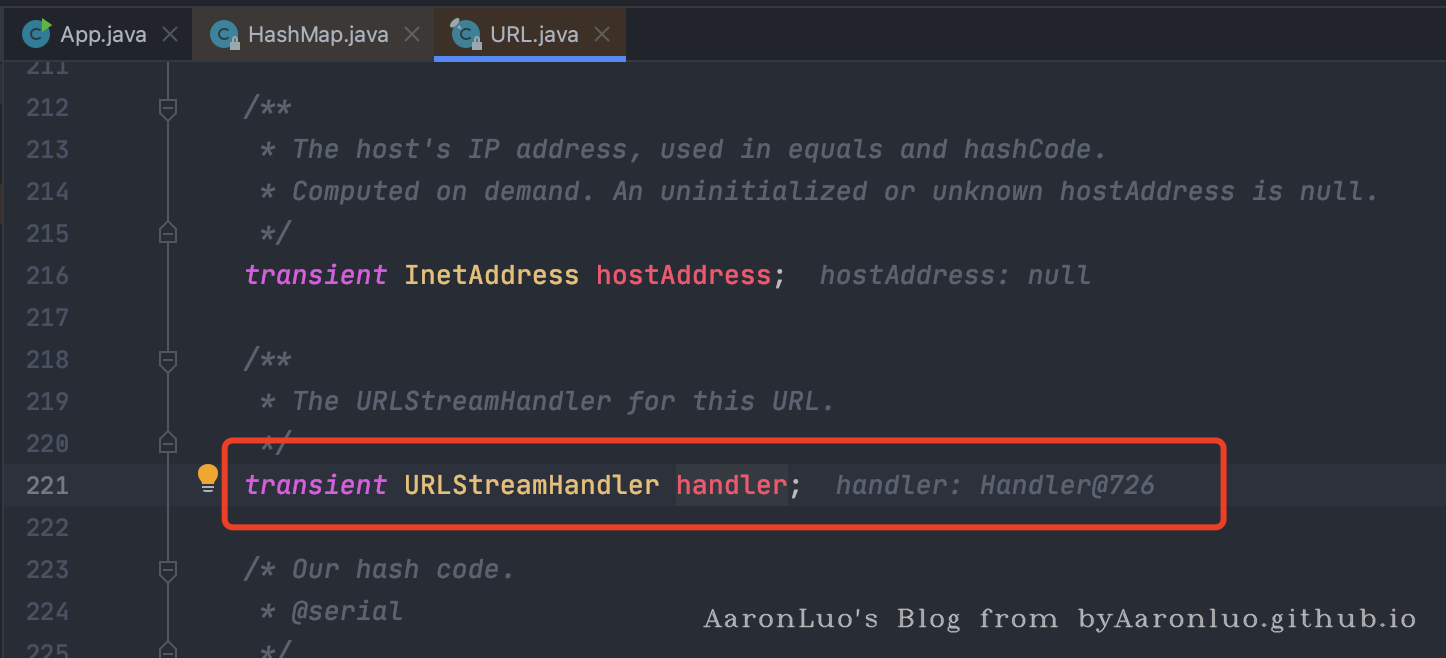 App.java HashMap.java URL.java
211
212 /**
213 * The host's IP address, used in equals and hashCode.
214 * Computed on demand. An uninitialized or unknown hostAddress is null.
215 */
216 transient InetAddress hostAddress; hostAddress: null
217
218 /**
219 * The URLStreamHandler for this URL.
220 */
221 transient URLStreamHandler handler; handler: Handler@726
222
223 /* Our hash code.
224 * @serial
225 */
AaronLuo's Blog from byAaronluo.github.io